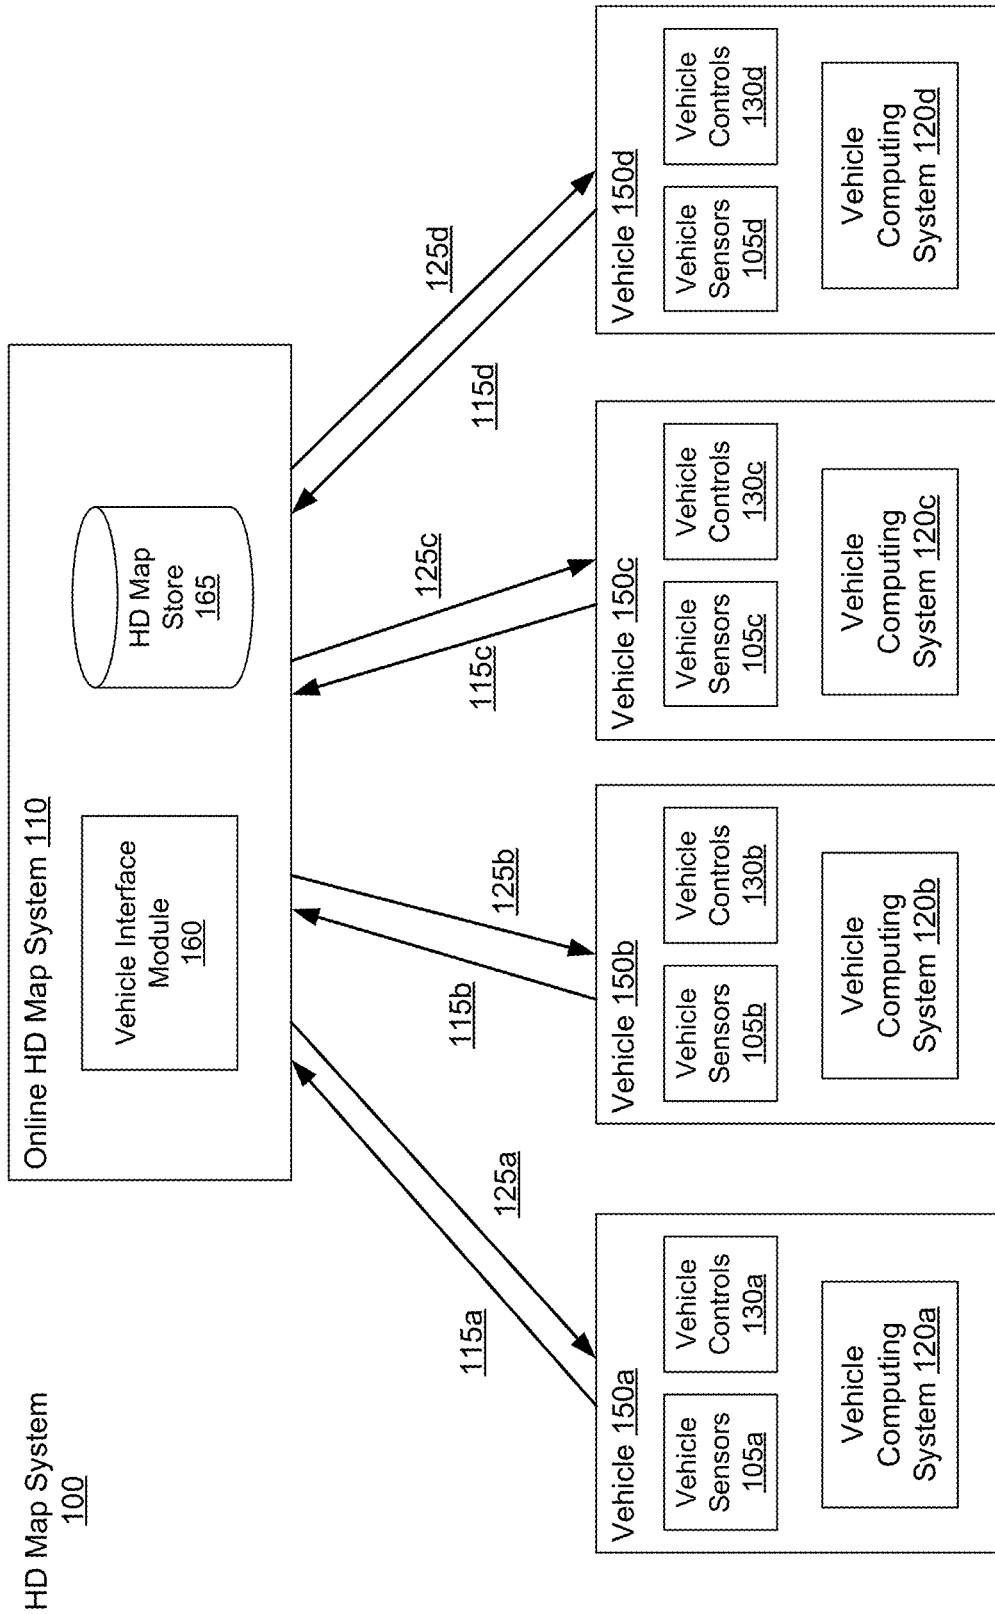 HD Map System
100
Online HD Map System 110
Vehicle Interface
Module
160
HD Map
Store
165
115a
125a
115b
125b
115c
125c
115d
125d
Vehicle 150a
Vehicle
Sensors
105a
Vehicle
Controls
130a
Vehicle
Computing
System 120a
Vehicle 150b
Vehicle
Sensors
105b
Vehicle
Controls
130b
Vehicle
Computing
System 120b
Vehicle 150c
Vehicle
Sensors
105c
Vehicle
Controls
130c
Vehicle
Computing
System 120c
Vehicle 150d
Vehicle
Sensors
105d
Vehicle
Controls
130d
Vehicle
Computing
System 120d